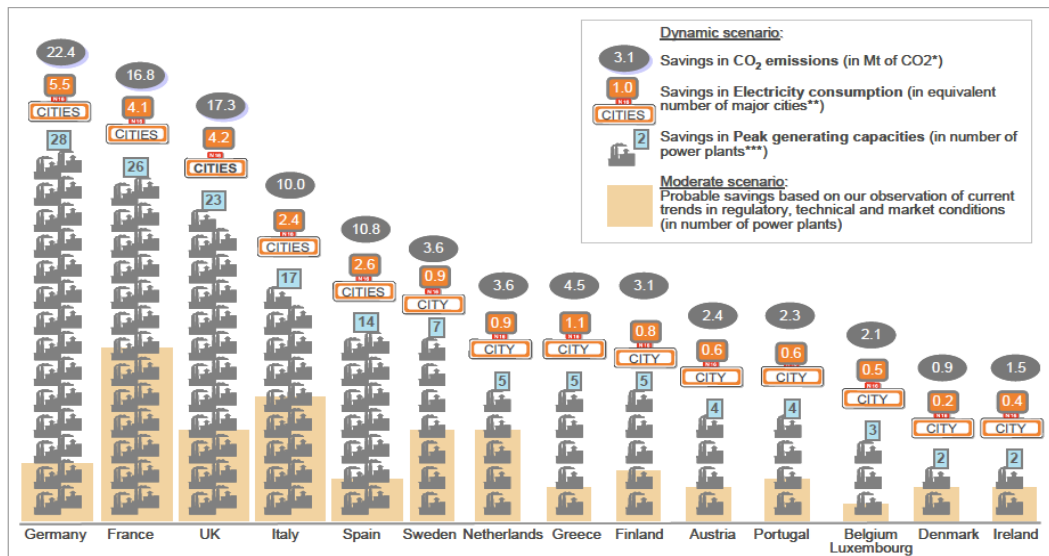 Dynamic scenario:
3.1
Savings in CO2 emissions (in Mt of CO2*)
1.0
CITIES
Savings in Electricity consumption (in equivalent
number of major cities**)
2
Savings in Peak generating capacities (in number of
power plants***)
Moderate scenario:
Probable savings based on our observation of current
trends in regulatory, technical and market conditions
(in number of power plants)
22.4
5.5
CITIES
28
16.8
4.1
CITIES
26
17.3
4.2
CITIES
23
10.0
2.4
CITIES
17
10.8
2.6
CITIES
14
3.6
0.9
CITY
7
3.6
0.9
CITY
5
4.5
1.1
CITY
5
3.1
0.8
CITY
5
2.4
0.6
CITY
4
2.3
0.6
CITY
4
2.1
0.5
CITY
3
0.9
0.2
CITY
2
1.5
0.4
CITY
2
Germany France UK Italy Spain Sweden Netherlands Greece Finland Austria Portugal Belgium Denmark Ireland
Luxembourg